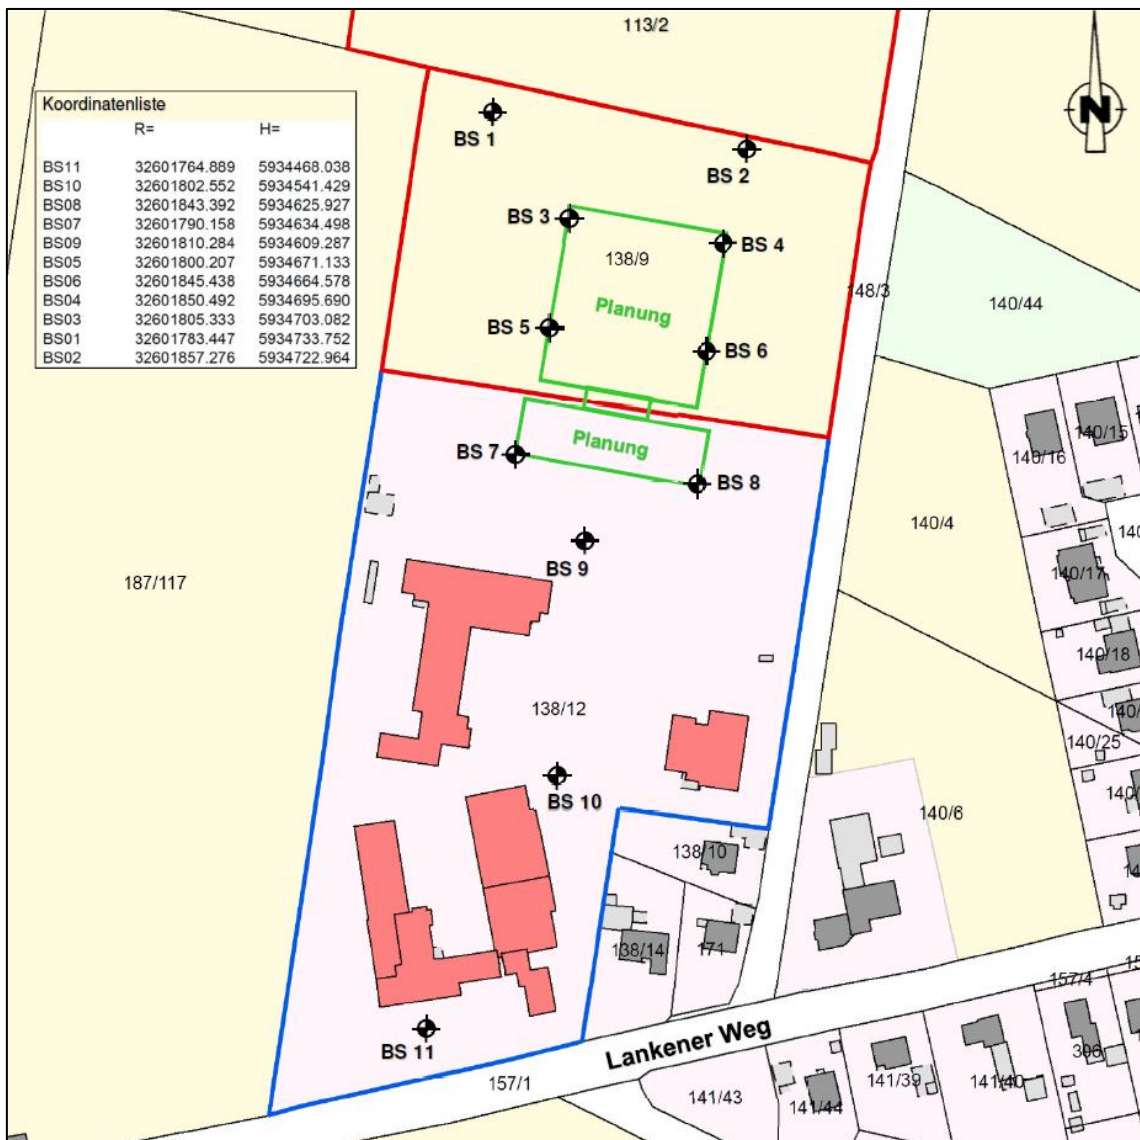 113/2
N
Koordinatenliste
R= H=
BS11 32601764.889 5934468.038
BS10 32601802.552 5934541.429
BS08 32601843.392 5934625.927
BS07 32601790.158 5934634.498
BS09 32601810.284 5934609.287
BS05 32601800.207 5934671.133
BS06 32601845.438 5934664.578
BS04 32601850.492 5934695.690
BS03 32601805.333 5934703.082
BS01 32601783.447 5934733.752
BS02 32601857.276 5934722.964
BS 1
BS 2
BS 3
BS 4
138/9
148/3
140/44
Planung
BS 5
BS 6
140/15
140/16
Planung
BS 7
BS 8
140/4
BS 9
140/17
187/117
140/18
138/12
140/25
BS 10
140/6
138/10
138/14
171
157/4
BS 11
Lankener Weg
157/1
306
141/39
141/40
141/43
141/44